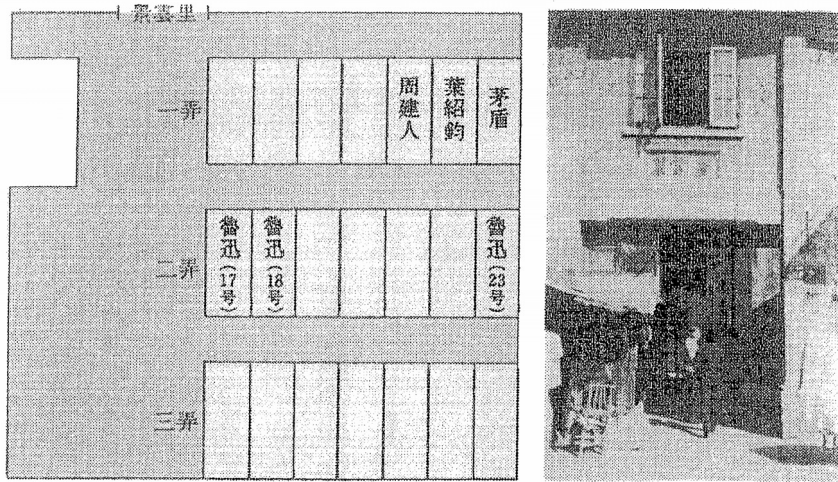 景雲里
一弄
周建人
葉紹鈞
茅盾
二弄
魯迅(17号)
魯迅(18号)
魯迅(23号)
三弄